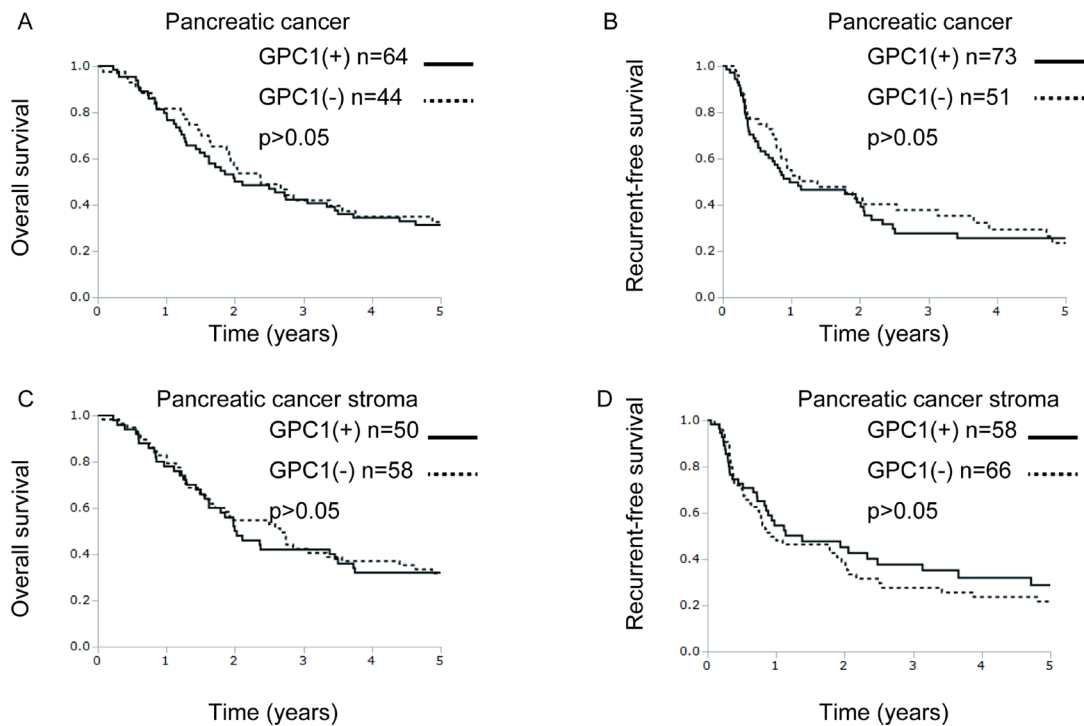 A
Pancreatic cancer
GPC1(+) n=64
GPC1(-) n=44
p>0.05
Overall survival
1.0
0.8
0.6
0.4
0.2
0.0
0 1 2 3 4 5
Time (years)
B
Pancreatic cancer
GPC1(+) n=73
GPC1(-) n=51
p>0.05
Recurrent-free survival
1.0
0.8
0.6
0.4
0.2
0.0
0 1 2 3 4 5
Time (years)
C
Pancreatic cancer stroma
GPC1(+) n=50
GPC1(-) n=58
p>0.05
Overall survival
1.0
0.8
0.6
0.4
0.2
0.0
0 1 2 3 4 5
Time (years)
D
Pancreatic cancer stroma
GPC1(+) n=58
GPC1(-) n=66
p>0.05
Recurrent-free survival
1.0
0.8
0.6
0.4
0.2
0.0
0 1 2 3 4 5
Time (years)